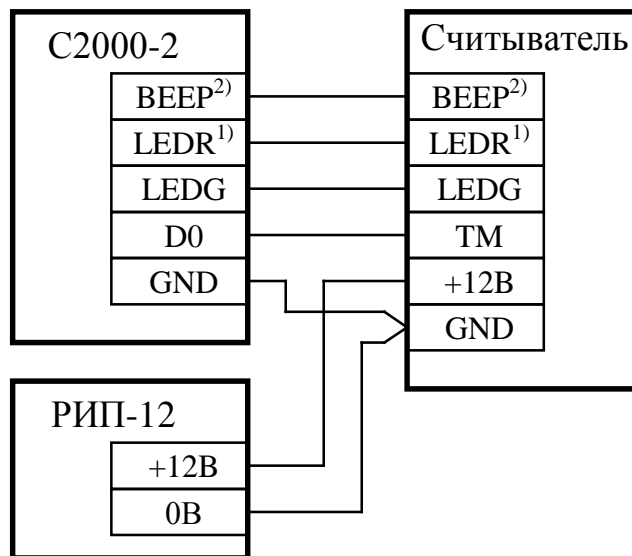 С2000-2
BEEP2)
LEDR1)
LEDG
D0
GND
Считыватель
BEEP2)
LEDR1)
LEDG
TM
+12В
GND
РИП-12
+12В
0В